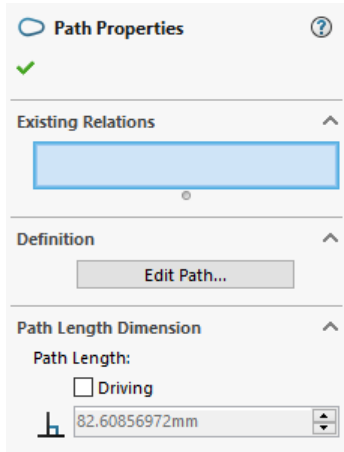 Path Properties
?
Existing Relations
Definition
Edit Path...
Path Length Dimension
Path Length:
Driving
82.60856972mm